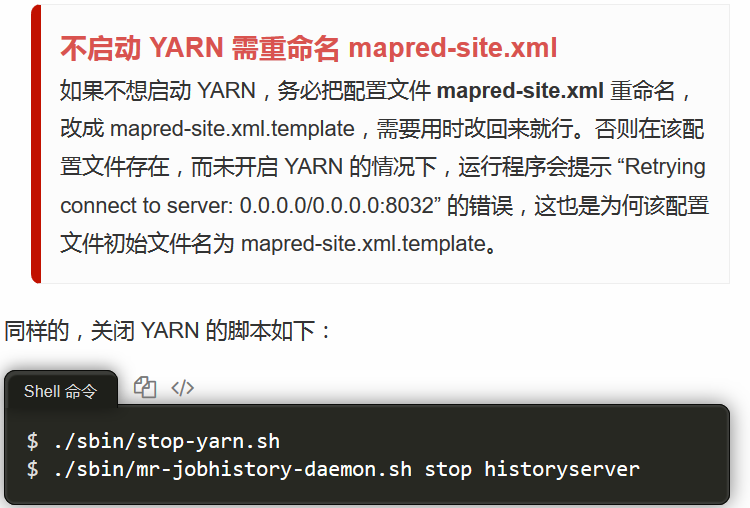 不启动 YARN 需重命名 mapred-site.xml
如果不想启动 YARN，务必把配置文件 mapred-site.xml 重命名，
改成 mapred-site.xml.template，需要用时改回来就行。否则在该配
置文件存在，而未开启 YARN 的情况下，运行程序会提示 “Retrying
connect to server: 0.0.0.0/0.0.0.0:8032” 的错误，这也是为何该配置
文件初始文件名为 mapred-site.xml.template。
同样的，关闭 YARN 的脚本如下：
Shell 命令
$ ./sbin/stop-yarn.sh
$ ./sbin/mr-jobhistory-daemon.sh stop historyserver